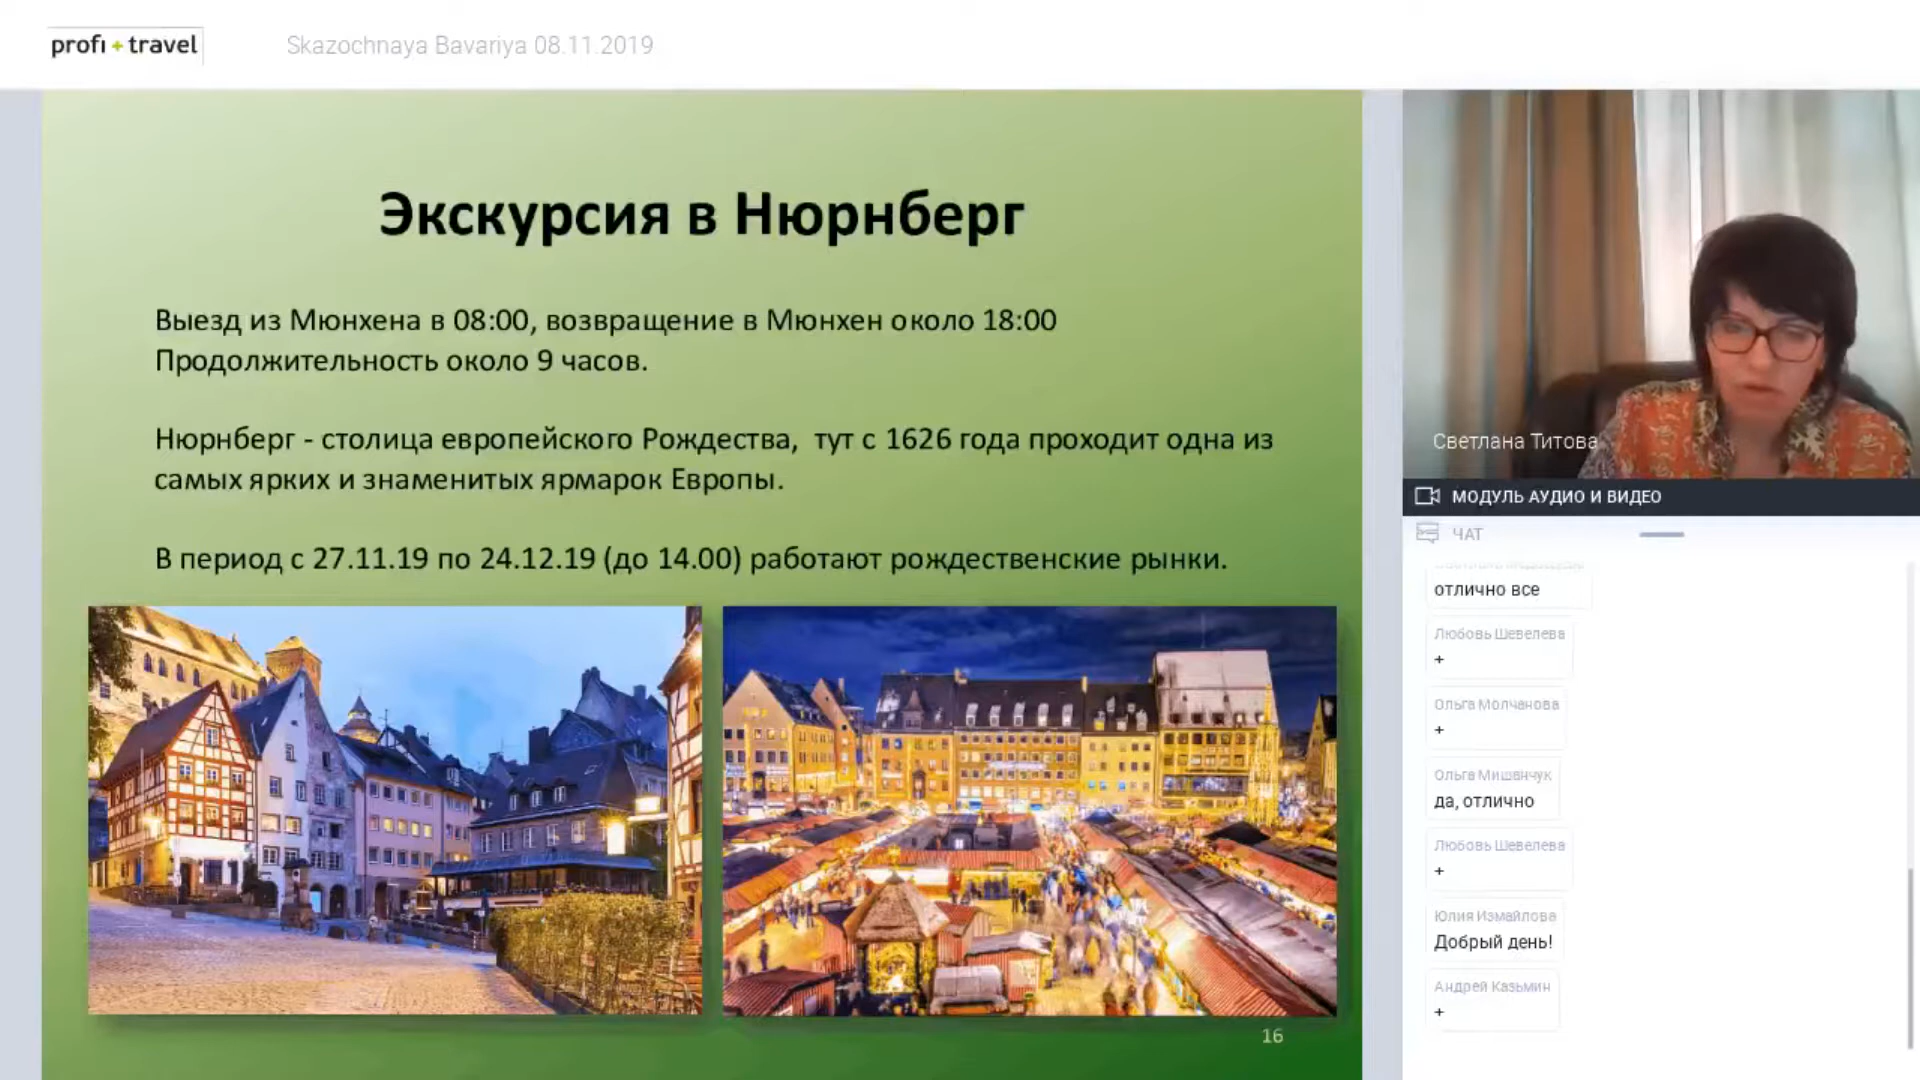 profi + travel
Skazochnaya Bavariya 08.11.2019
Экскурсия в Нюрнберг
Выезд из Мюнхена в 08:00, возвращение в Мюнхен около 18:00
Продолжительность около 9 часов.
Нюрнберг - столица европейского Рождества, тут с 1626 года проходит одна из
самых ярких и знаменитых ярмарок Европы.
В период с 27.11.19 по 24.12.19 (до 14.00) работают рождественские рынки.
16
Светлана Титова
МОДУЛЬ АУДИО И ВИДЕО
ЧАТ
отлично все
Любовь Шевелева
+
Ольга Молчанова
+
Ольга Мишанчук
да, отлично
Любовь Шевелева
+
Юлия Измайлова
Добрый день!
Андрей Казьмин
+